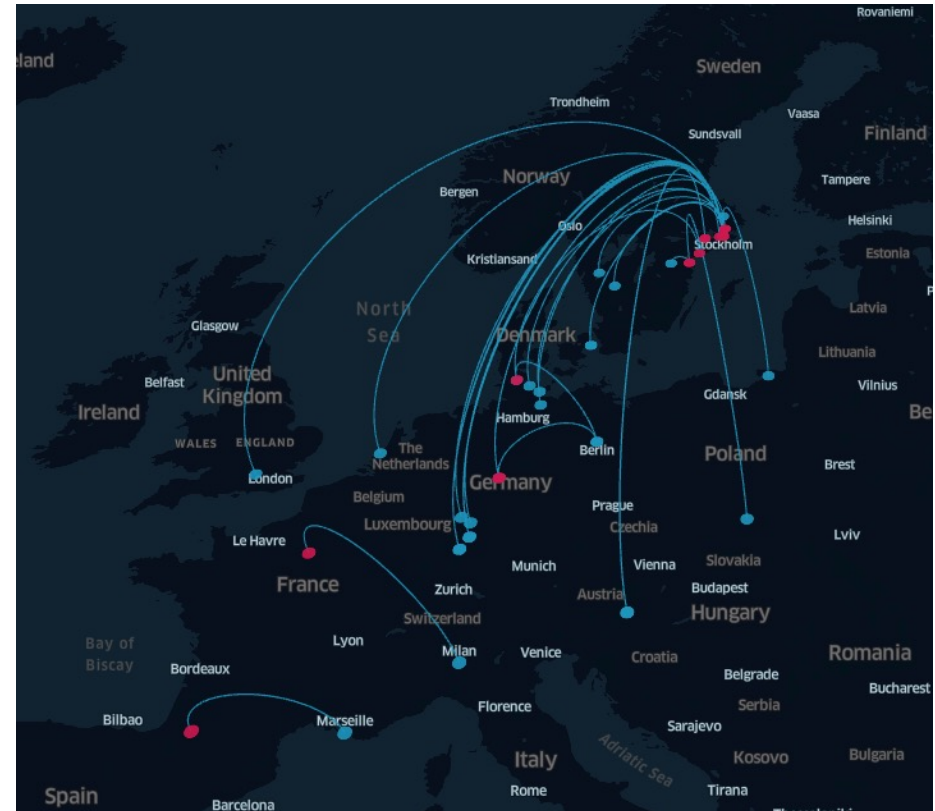 Rovaniemi
eland
Sweden
Trondheim
Vaasa
Sundsvall
Finland
Norway
Tampere
Bergen
Helsinki
Oslo
Stockholm
Estonia
Kristiansand
North
Sea
Latvia
Glasgow
Denmark
Lithuania
Belfast
United
Kingdom
Vilnius
Gdansk
Ireland
Hamburg
Be
WALES
ENGLAND
The
Netherlands
Berlin
Poland
Brest
London
Germany
Belgium
Prague
Luxembourg
Czechia
Lviv
Le Havre
Slovakia
Munich
Vienna
France
Zurich
Budapest
Austria
Switzerland
Hungary
Bay of
Biscay
Lyon
Milan
Venice
Croatia
Romania
Bordeaux
Belgrade
Bucharest
Florence
Serbia
Bilbao
Marseille
Sarajevo
Adriatic Sea
Kosovo
Bulgaria
Italy
Spain
Rome
Tirana
Barcelona